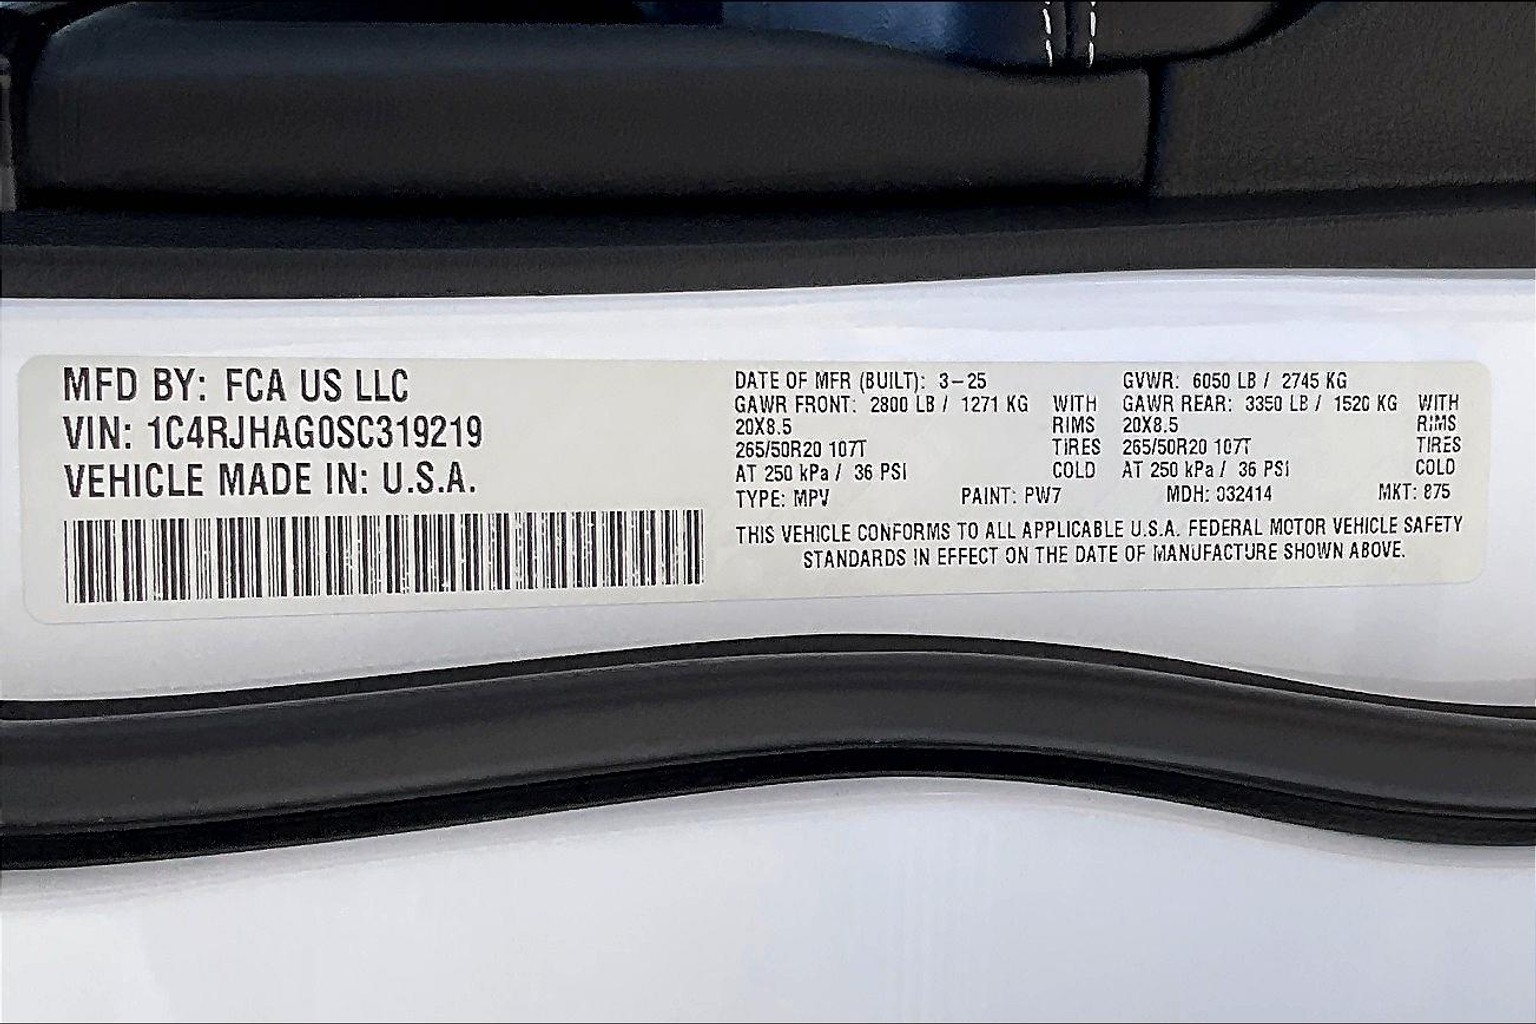 MFD BY: FCA US LLC
VIN: 1C4RJHAG0SC319219
VEHICLE MADE IN: U.S.A.
DATE OF MFR (BUILT): 3-25 GVWR: 6050 LB / 2745 KG
GAWR FRONT: 2800 LB / 1271 KG WITH GAWR REAR: 3350 LB / 1520 KG WITH
20X8.5 RIMS 20X8.5 RIMS
265/50R20 107T TIRES 265/50R20 107T TIRES
AT 250 kPa / 36 PSI COLD AT 250 kPa / 36 PSI COLD
TYPE: MPV PAINT: PW7 MDH: 032414 MKT: 875
THIS VEHICLE CONFORMS TO ALL APPLICABLE U.S.A. FEDERAL MOTOR VEHICLE SAFETY
STANDARDS IN EFFECT ON THE DATE OF MANUFACTURE SHOWN ABOVE.